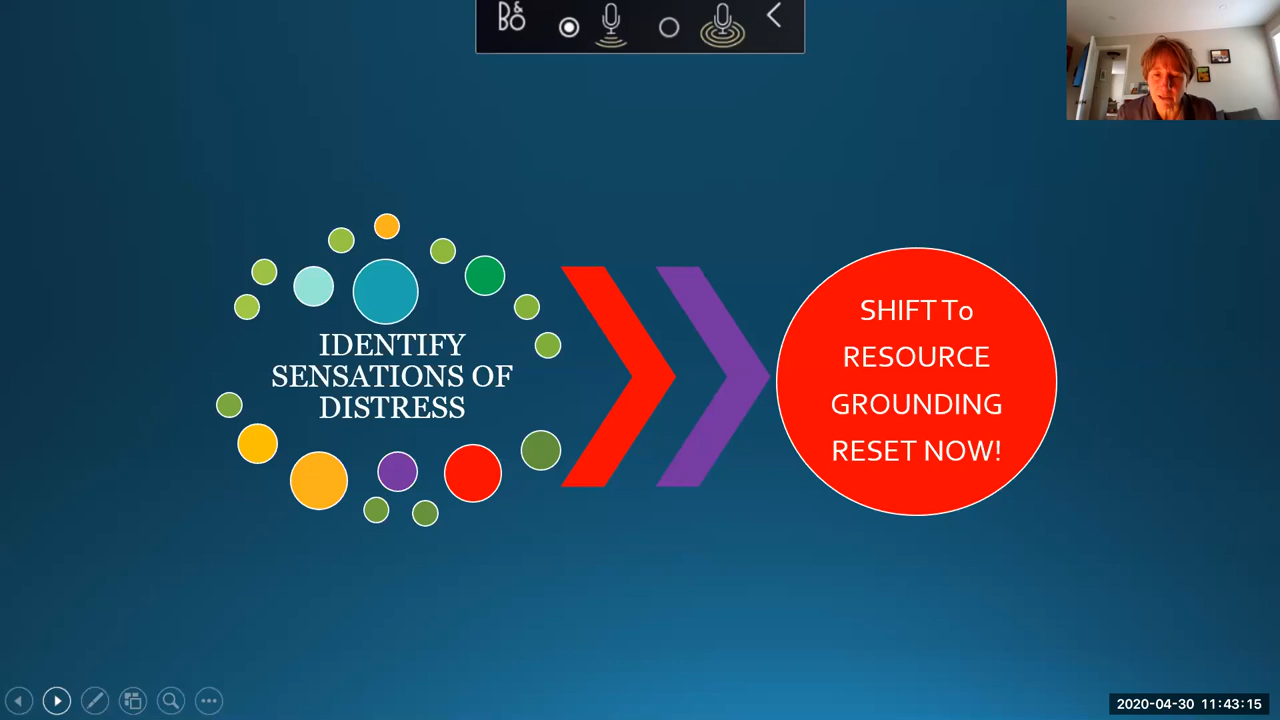 B&O
IDENTIFY
SENSATIONS OF
DISTRESS
SHIFT To
RESOURCE
GROUNDING
RESET NOW!
2020-04-30 11:43:15